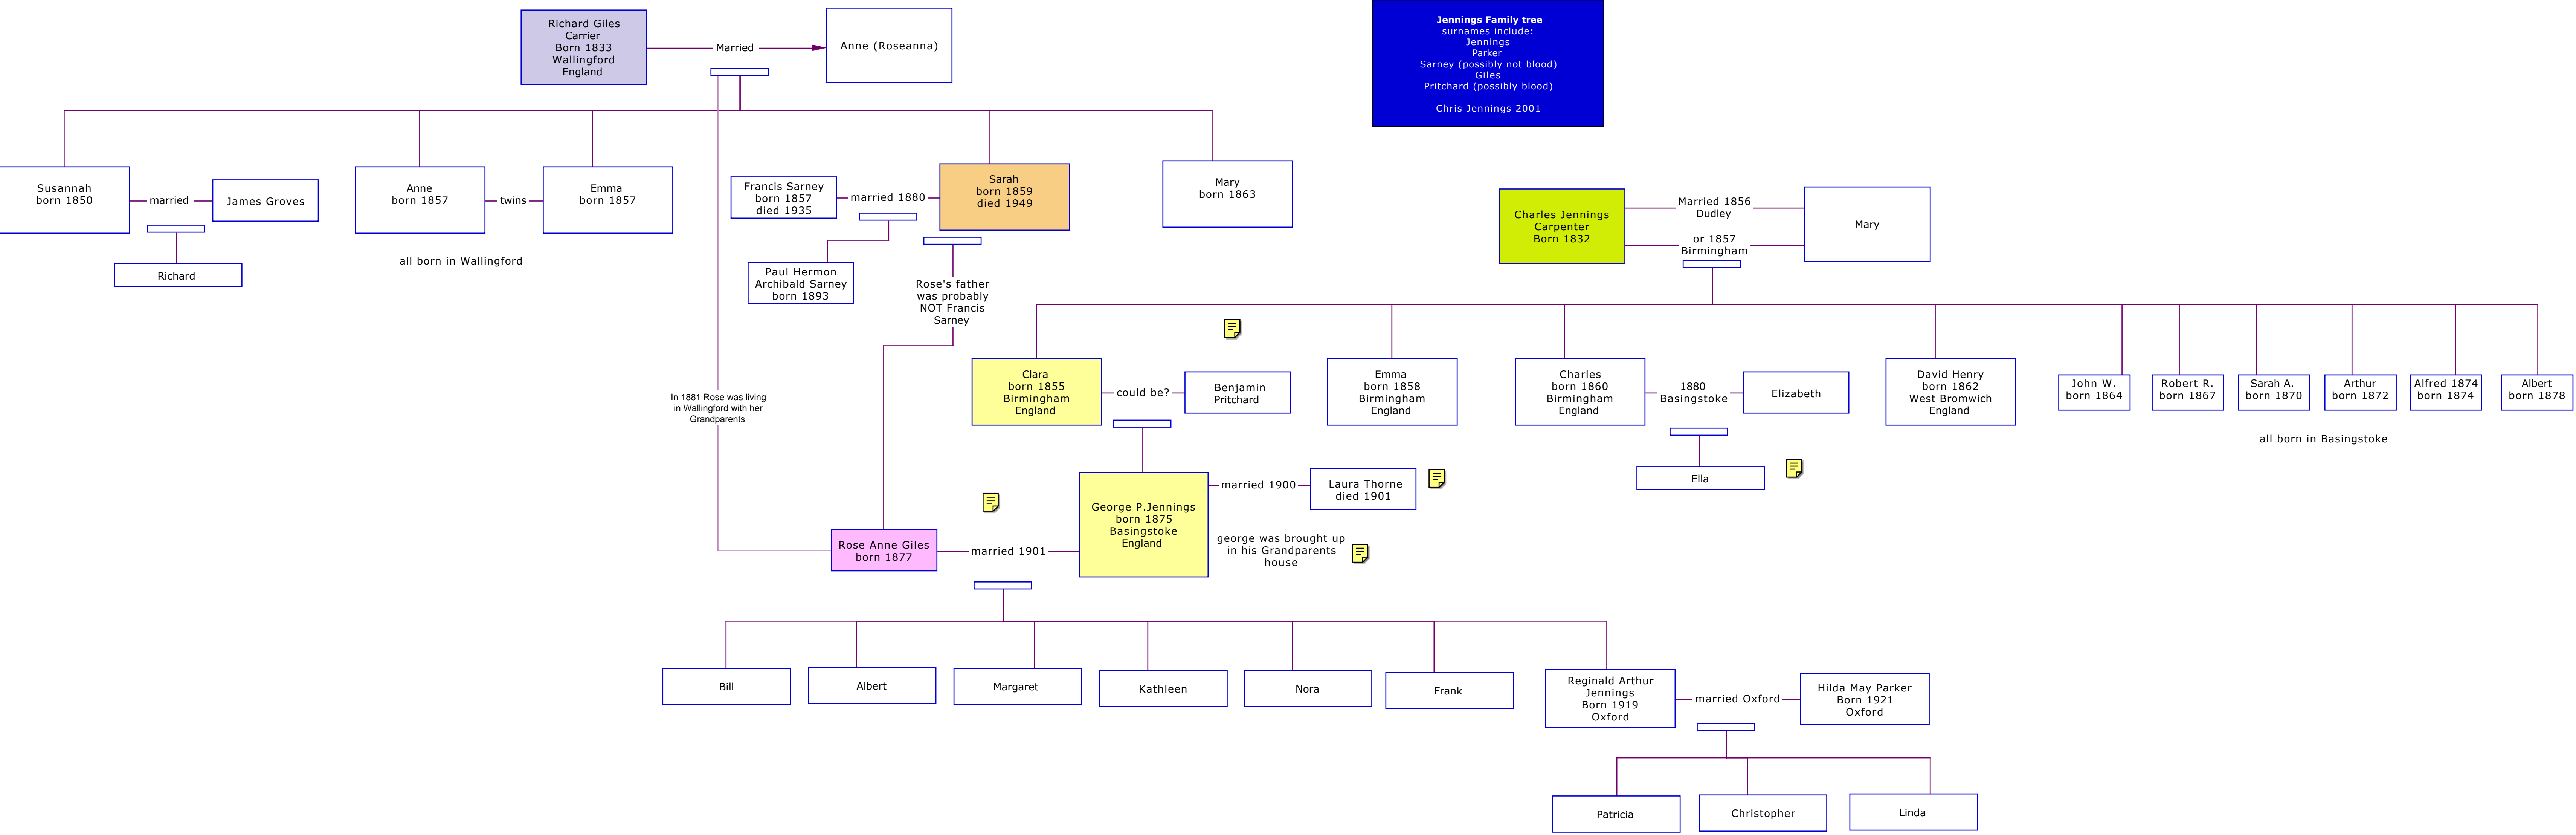 Richard Giles
Carrier
Born 1833
Wallingford
England
Married
Anne (Roseanna)
Jennings Family tree
surnames include:
Jennings
Parker
Sarney (possibly not blood)
Giles
Pritchard (possibly blood)
Chris Jennings 2001
Susannah
born 1850
married
James Groves
Richard
Anne
born 1857
twins
Emma
born 1857
all born in Wallingford
Francis Sarney
born 1857
died 1935
married 1880
Sarah
born 1859
died 1949
Mary
born 1863
Paul Hermon
Archibald Sarney
born 1893
Rose's father
was probably
NOT Francis
Sarney
Charles Jennings
Carpenter
Born 1832
Married 1856
Dudley
or 1857
Birmingham
Mary
In 1881 Rose was living
in Wallingford with her
Grandparents
Clara
born 1855
Birmingham
England
could be?
Benjamin
Pritchard
Emma
born 1858
Birmingham
England
Charles
born 1860
Birmingham
England
1880
Basingstoke
Elizabeth
David Henry
born 1862
West Bromwich
England
John W.
born 1864
Robert R.
born 1867
Sarah A.
born 1870
Arthur
born 1872
Alfred 1874
born 1874
Albert
born 1878
all born in Basingstoke
Ella
George P.Jennings
born 1875
Basingstoke
England
married 1900
Laura Thorne
died 1901
george was brought up
in his Grandparents
house
Rose Anne Giles
born 1877
married 1901
Bill
Albert
Margaret
Kathleen
Nora
Frank
Reginald Arthur
Jennings
Born 1919
Oxford
married Oxford
Hilda May Parker
Born 1921
Oxford
Patricia
Christopher
Linda